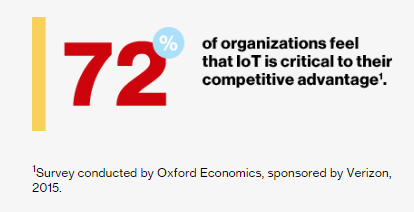 72%
of organizations feel
that IoT is critical to their
competitive advantage¹.
¹Survey conducted by Oxford Economics, sponsored by Verizon,
2015.